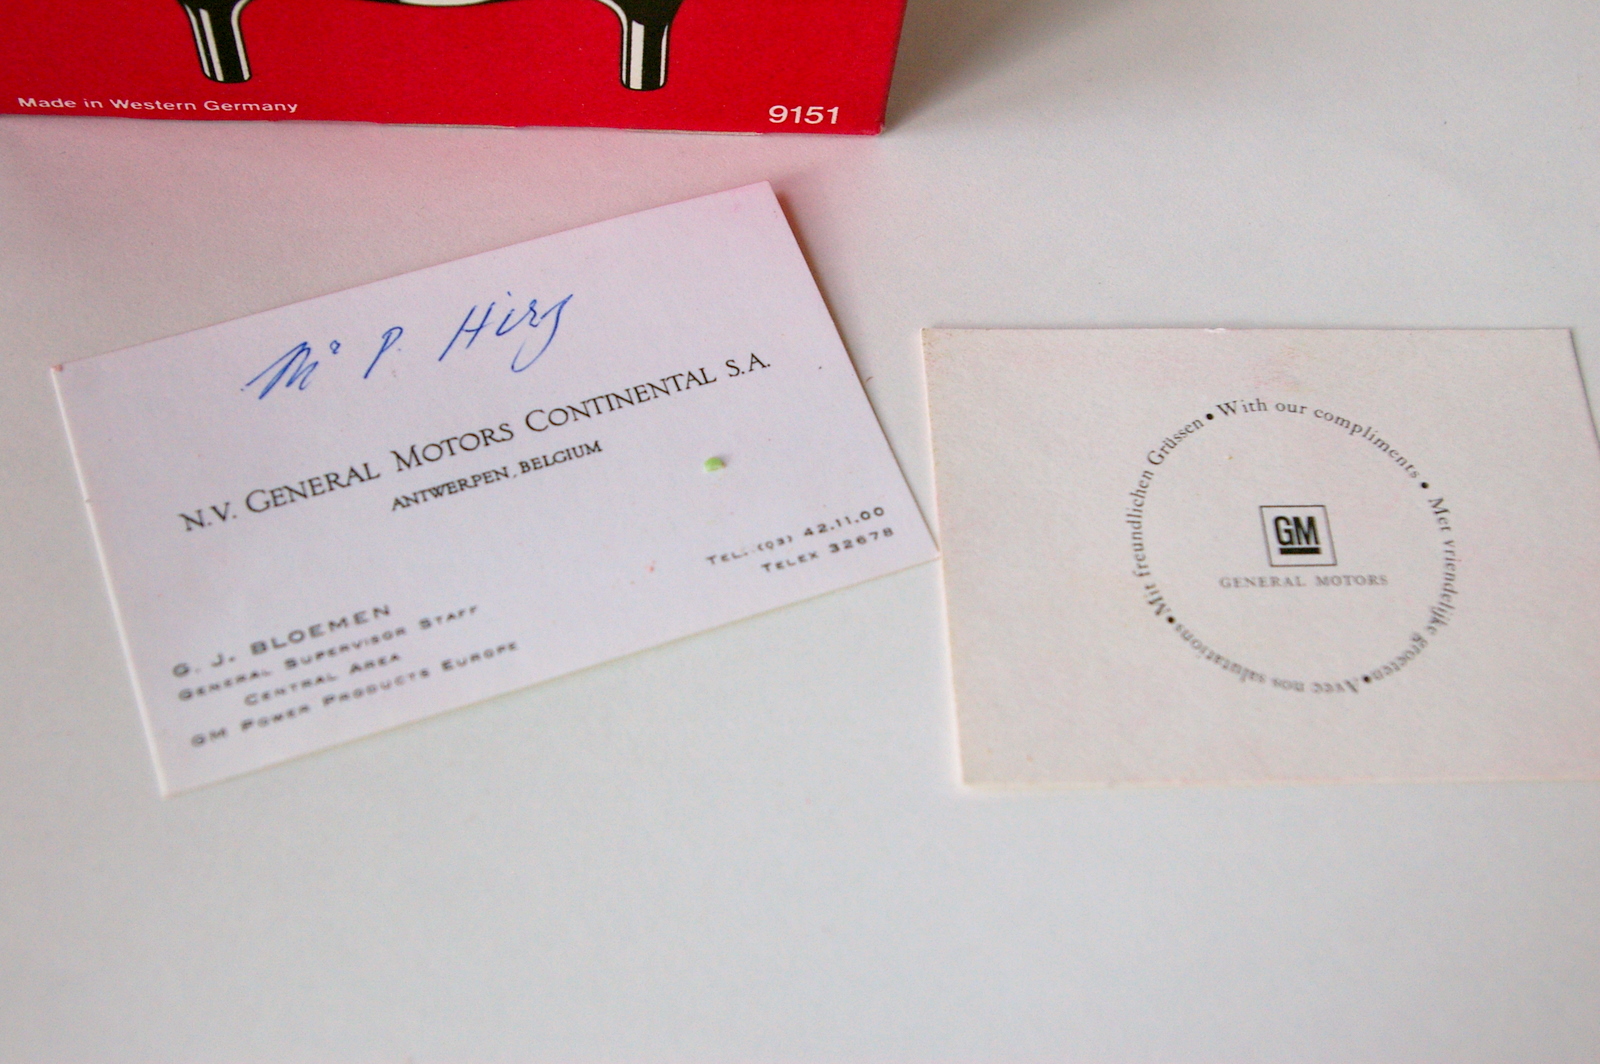 Made in Western Germany
9151
Mr P. Hirz
N.V. GENERAL MOTORS CONTINENTAL S.A.
ANTWERPEN, BELGIUM
TEL.: (03) 42.11.00
TELEX 32678
G. J. BLOEMEN
GENERAL SUPERVISOR STAFF
CENTRAL AREA
GM POWER PRODUCTS EUROPE
•With our compliments • Met vriendelijke groeten•Avec nos salutations•Mit freundlichen Grüssen
GM
GENERAL MOTORS